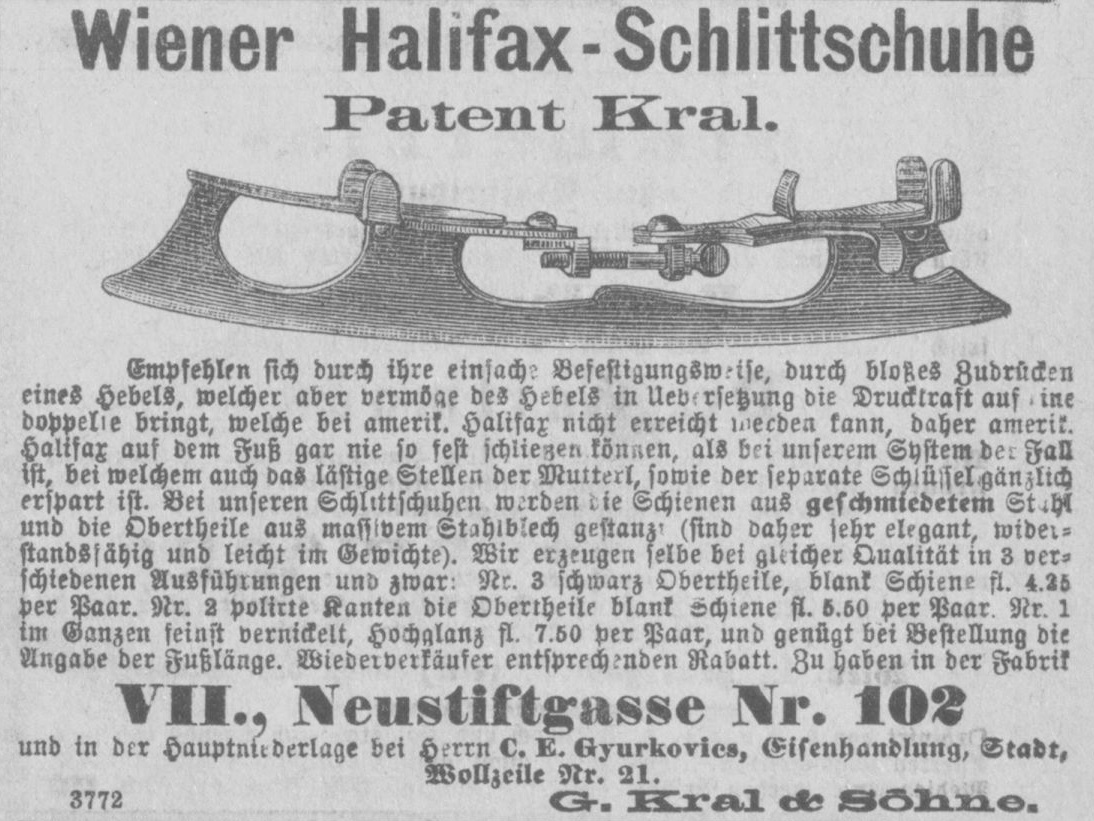 Wiener Halifax-Schlittschuhe
Patent Kral.
Empfehlen sich durch ihre einfache Befestigungsweise, durch bloßes Zudrücken
eines Hebels, welcher aber vermöge des Hebels in Uebersetzung die Druckkraft auf eine
doppelte bringt, welche bei amerik. Halifax nicht erreicht werden kann, daher amerik.
Halifax auf dem Fuß gar nie so fest schließen können, als bei unserem System der Fall
ist, bei welchem auch das lästige Stellen der Mutterl, sowie der separate Schlüssel gänzlich
erspart ist. Bei unseren Schlittschuhen werden die Schienen aus geschmiedetem Stahl
und die Obertheile aus massivem Stahlblech gestanzt (sind daher sehr elegant, wider-
standsfähig und leicht im Gewichte). Wir erzeugen selbe bei gleicher Qualität in 3 ver-
schiedenen Ausführungen und zwar: Nr. 3 schwarz Obertheile, blank Schiene fl. 4.25
per Paar. Nr. 2 polirte Kanten die Obertheile blank Schiene fl. 5.50 per Paar. Nr. 1
im Ganzen feinst vernickelt, Hochglanz fl. 7.50 per Paar, und genügt bei Bestellung die
Angabe der Fußlänge. Wiederverkäufer entsprechenden Rabatt. Zu haben in der Fabrik
VII., Neustiftgasse Nr. 102
und in der Hauptniederlage bei Herrn C. E. Gyurkovics, Eisenhandlung, Stadt,
Wollzeile Nr. 21.
3772 G. Kral & Söhne.